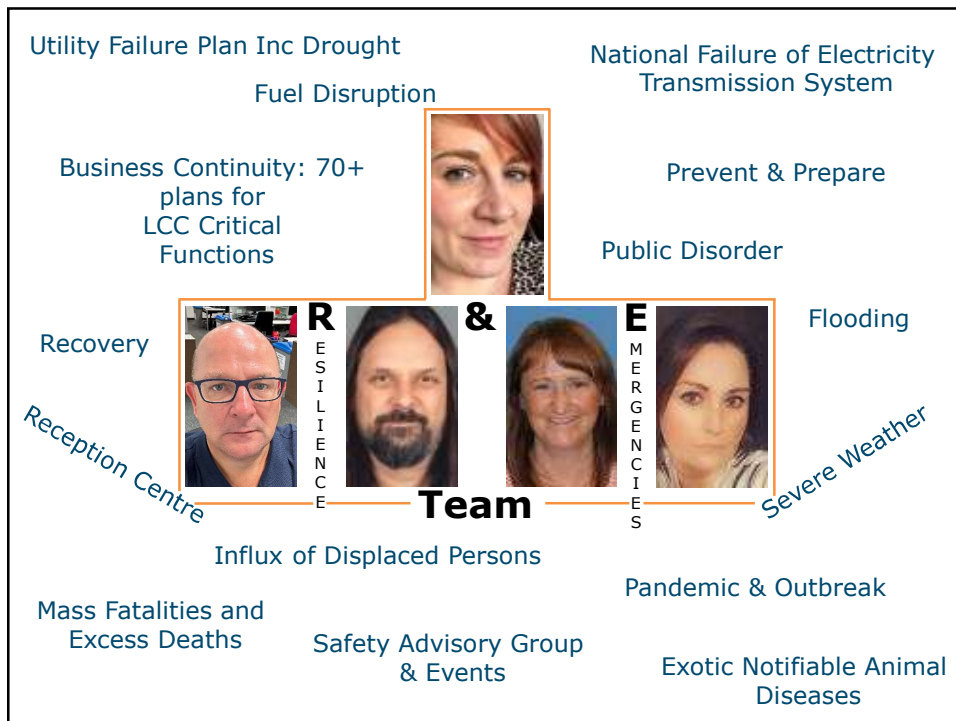 Utility Failure Plan Inc Drought
National Failure of Electricity
Transmission System
Fuel Disruption
Business Continuity: 70+
plans for
LCC Critical
Functions
Prevent & Prepare
Public Disorder
RESILIENCE
&
EMERGENCIES
Team
Flooding
Recovery
Reception Centre
Severe Weather
Influx of Displaced Persons
Pandemic & Outbreak
Mass Fatalities and
Excess Deaths
Safety Advisory Group
& Events
Exotic Notifiable Animal
Diseases